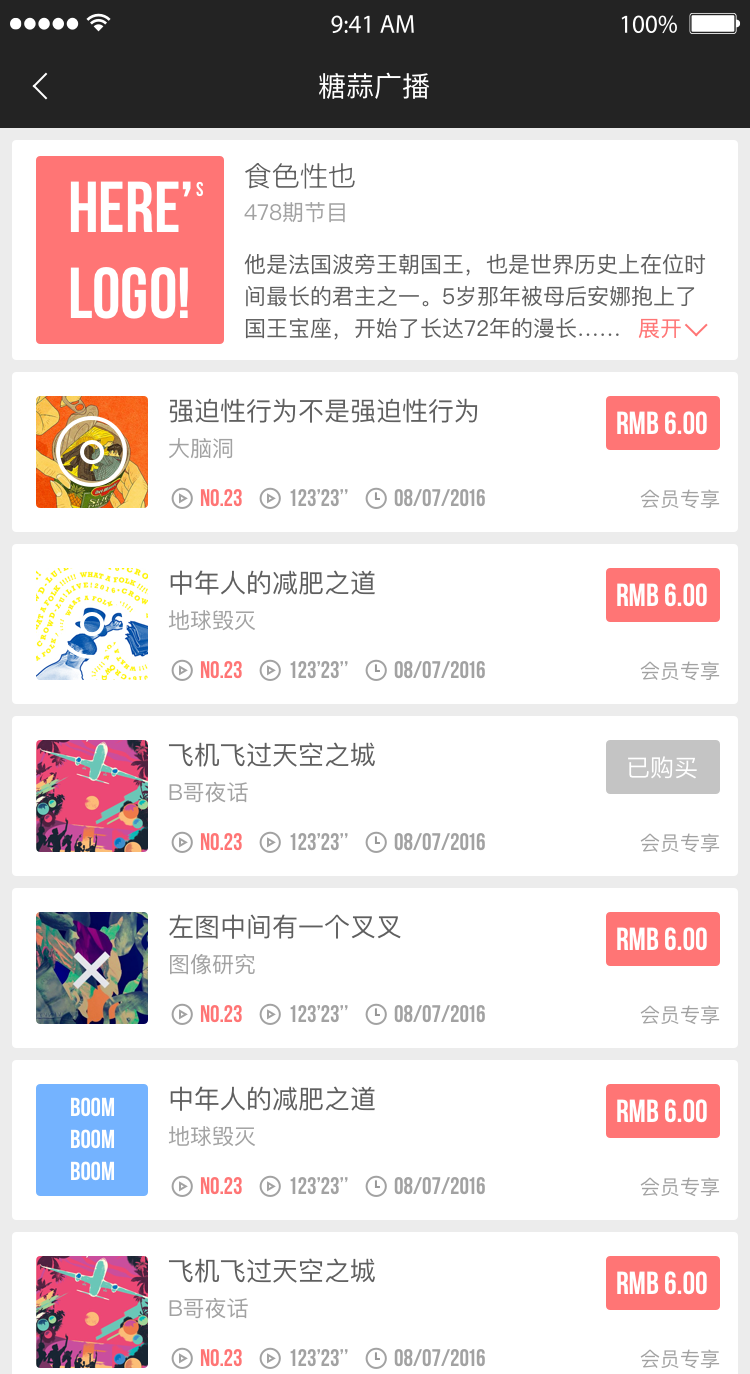 9:41 AM 100%
糖蒜广播
HERE’S
LOGO!
食色性也
478期节目
他是法国波旁王朝国王，也是世界历史上在位时
间最长的君主之一。5岁那年被母后安娜抱上了
国王宝座，开始了长达72年的漫长…… 展开
强迫性行为不是强迫性行为
RMB 6.00
大脑洞
NO.23 123’23’’ 08/07/2016 会员专享
中年人的减肥之道
RMB 6.00
地球毁灭
NO.23 123’23’’ 08/07/2016 会员专享
飞机飞过天空之城
已购买
B哥夜话
NO.23 123’23’’ 08/07/2016 会员专享
左图中间有一个叉叉
RMB 6.00
图像研究
NO.23 123’23’’ 08/07/2016 会员专享
BOOM
BOOM
BOOM
中年人的减肥之道
RMB 6.00
地球毁灭
NO.23 123’23’’ 08/07/2016 会员专享
飞机飞过天空之城
RMB 6.00
B哥夜话
NO.23 123’23’’ 08/07/2016 会员专享